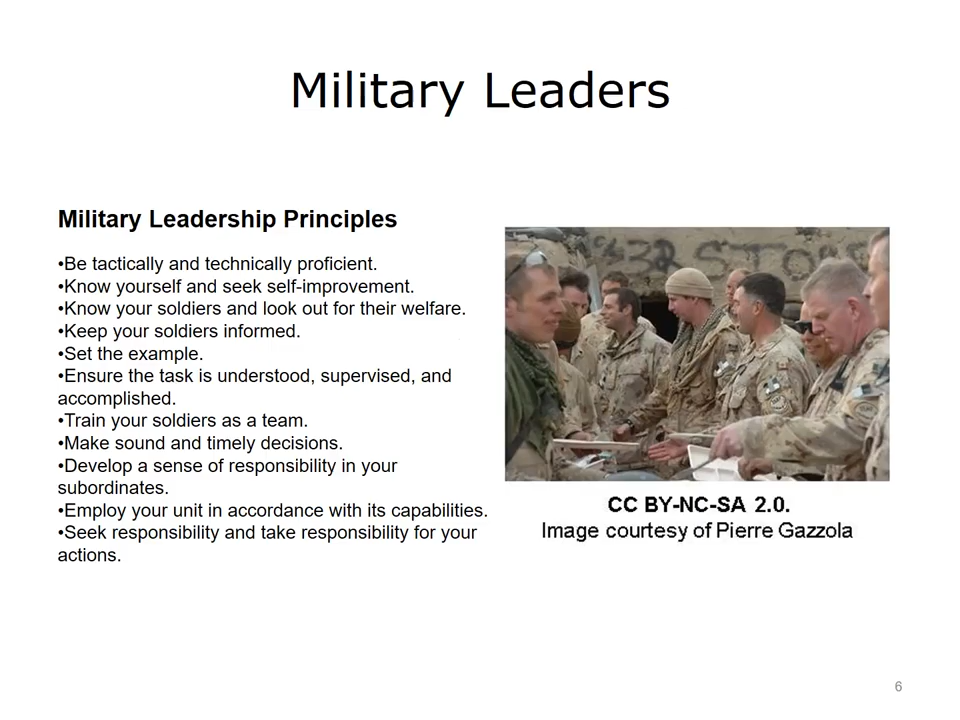 Military Leaders
Military Leadership Principles
•Be tactically and technically proficient.
•Know yourself and seek self-improvement.
•Know your soldiers and look out for their welfare.
•Keep your soldiers informed.
•Set the example.
•Ensure the task is understood, supervised, and
accomplished.
•Train your soldiers as a team.
•Make sound and timely decisions.
•Develop a sense of responsibility in your
subordinates.
•Employ your unit in accordance with its capabilities.
•Seek responsibility and take responsibility for your
actions.
CC BY-NC-SA 2.0.
Image courtesy of Pierre Gazzola
6